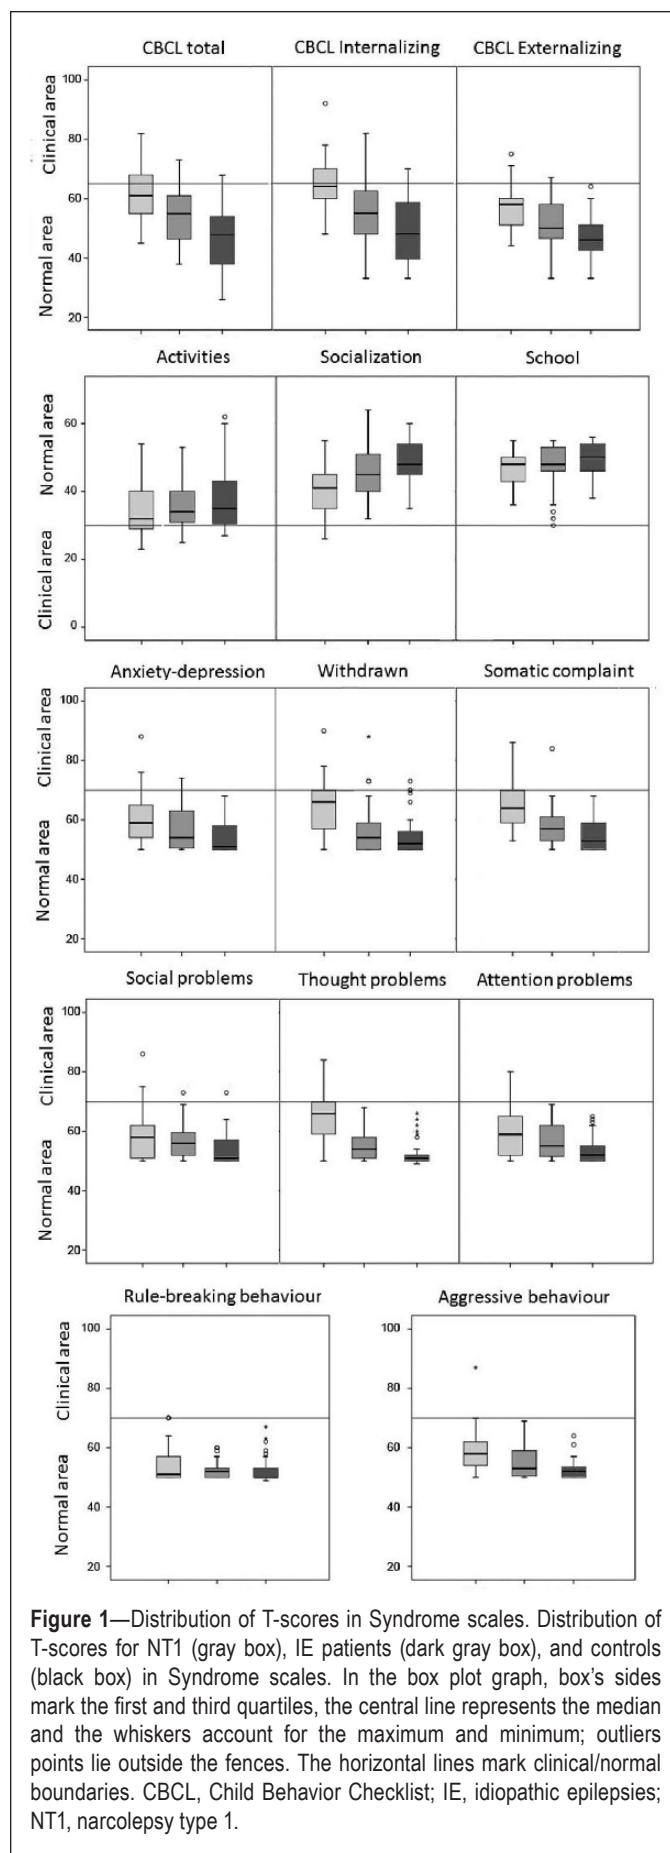 CBCL total
CBCL Internalizing
CBCL Externalizing
Clinical area
Normal area
100
80
60
40
20
Activities
Socialization
School
Normal area
Clinical area
60
40
20
0
Anxiety-depression
Withdrawn
Somatic complaint
Clinical area
Normal area
100
80
60
40
20
Social problems
Thought problems
Attention problems
Clinical area
Normal area
100
80
60
40
20
Rule-breaking behaviour
Aggressive behaviour
Clinical area
Normal area
100
80
60
40
20
100
80
60
40
20
Figure 1—Distribution of T-scores in Syndrome scales. Distribution of
T-scores for NT1 (gray box), IE patients (dark gray box), and controls
(black box) in Syndrome scales. In the box plot graph, box’s sides
mark the first and third quartiles, the central line represents the median
and the whiskers account for the maximum and minimum; outliers
points lie outside the fences. The horizontal lines mark clinical/normal
boundaries. CBCL, Child Behavior Checklist; IE, idiopathic epilepsies;
NT1, narcolepsy type 1.